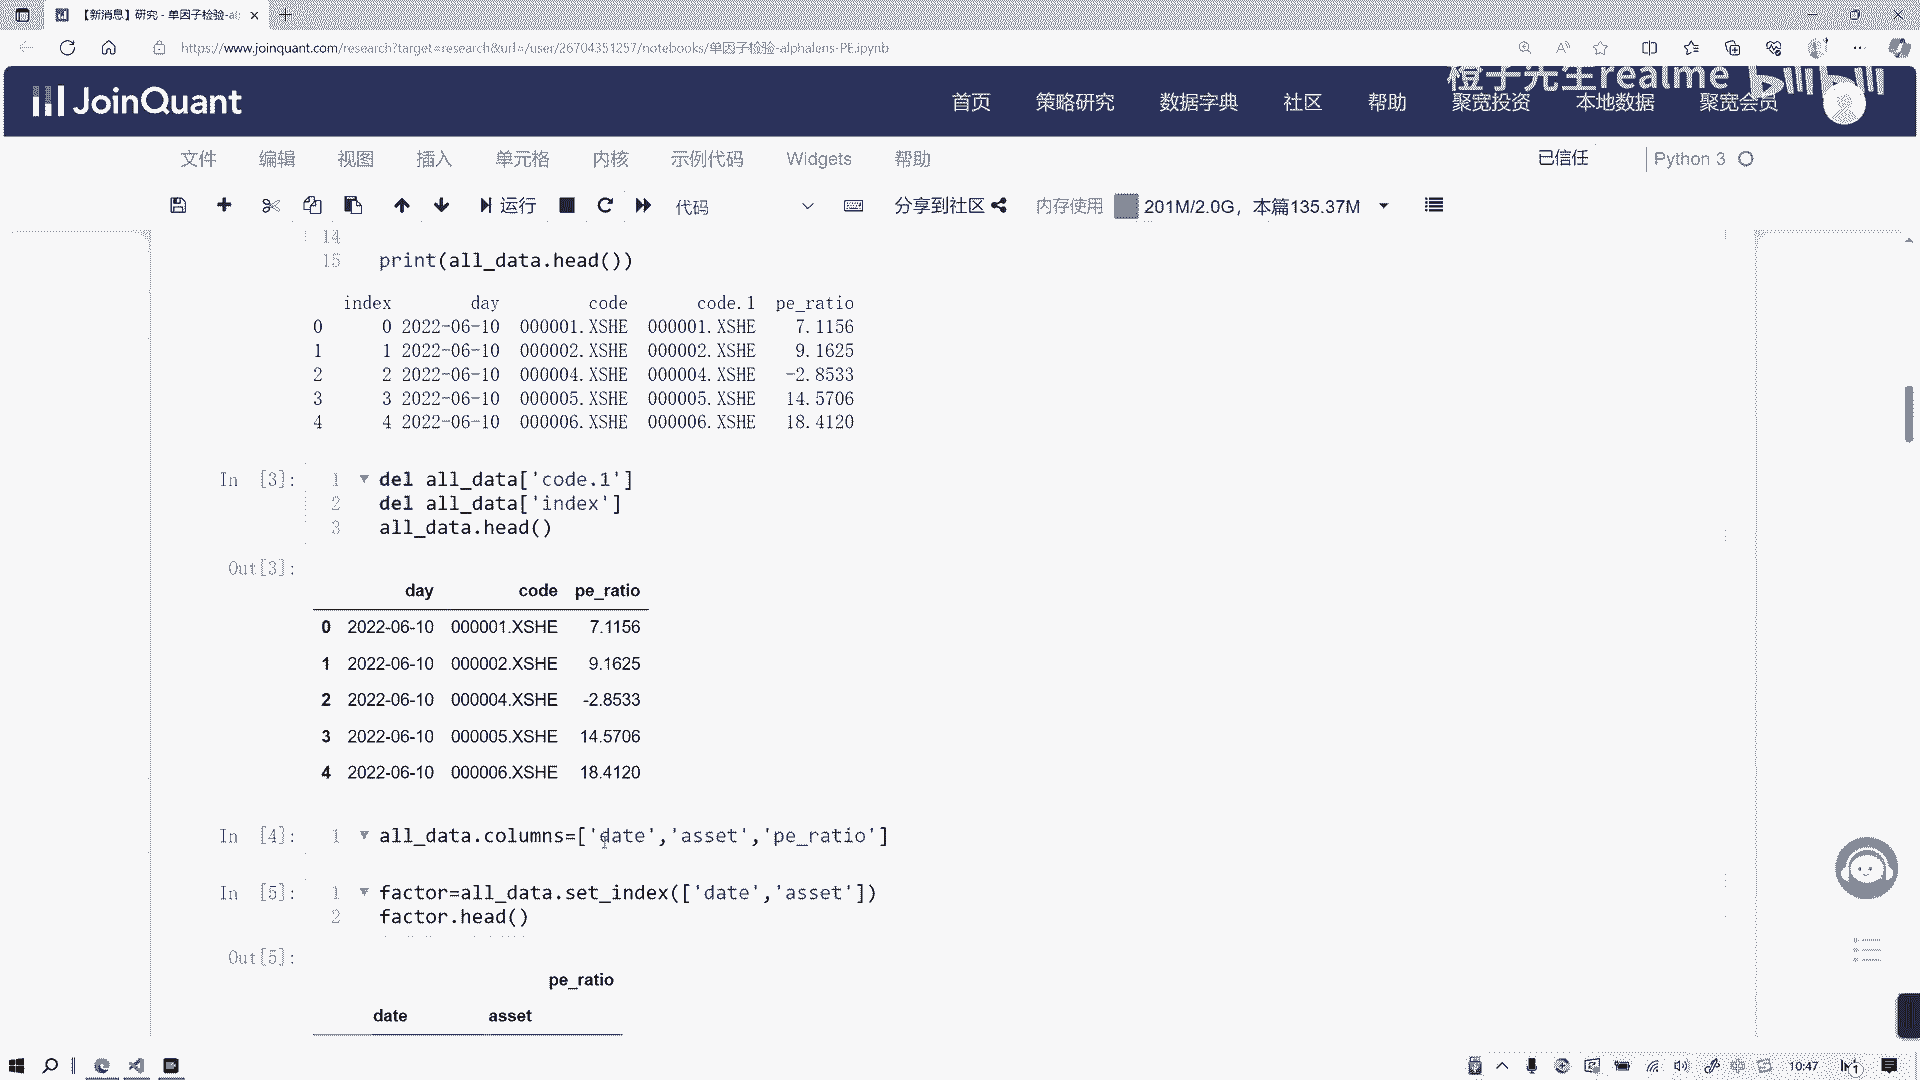 【新消息】研究 - 单因子检验-al
https://www.joinquant.com/research?target=research&url=/user/26704351257/notebooks/单因子检验-alphalens-PE.ipynb
橙子先生realme bilibili
JoinQuant
首页 策略研究 数据字典 社区 帮助 聚宽投资 本地数据 聚宽会员
文件 编辑 视图 插入 单元格 内核 示例代码 Widgets 帮助 已信任 Python 3
运行 代码 分享到社区 内存使用 201M/2.0G，本篇135.37M
14
15 print(all_data.head())
index day code code.1 pe_ratio
0 0 2022-06-10 000001.XSHE 000001.XSHE 7.1156
1 1 2022-06-10 000002.XSHE 000002.XSHE 9.1625
2 2 2022-06-10 000004.XSHE 000004.XSHE -2.8533
3 3 2022-06-10 000005.XSHE 000005.XSHE 14.5706
4 4 2022-06-10 000006.XSHE 000006.XSHE 18.4120
In [3]: 1 del all_data['code.1']
2 del all_data['index']
3 all_data.head()
Out[3]:
day code pe_ratio
0 2022-06-10 000001.XSHE 7.1156
1 2022-06-10 000002.XSHE 9.1625
2 2022-06-10 000004.XSHE -2.8533
3 2022-06-10 000005.XSHE 14.5706
4 2022-06-10 000006.XSHE 18.4120
In [4]: 1 all_data.columns=['date','asset','pe_ratio']
In [5]: 1 factor=all_data.set_index(['date','asset'])
2 factor.head()
Out[5]:
pe_ratio
date asset
10:47